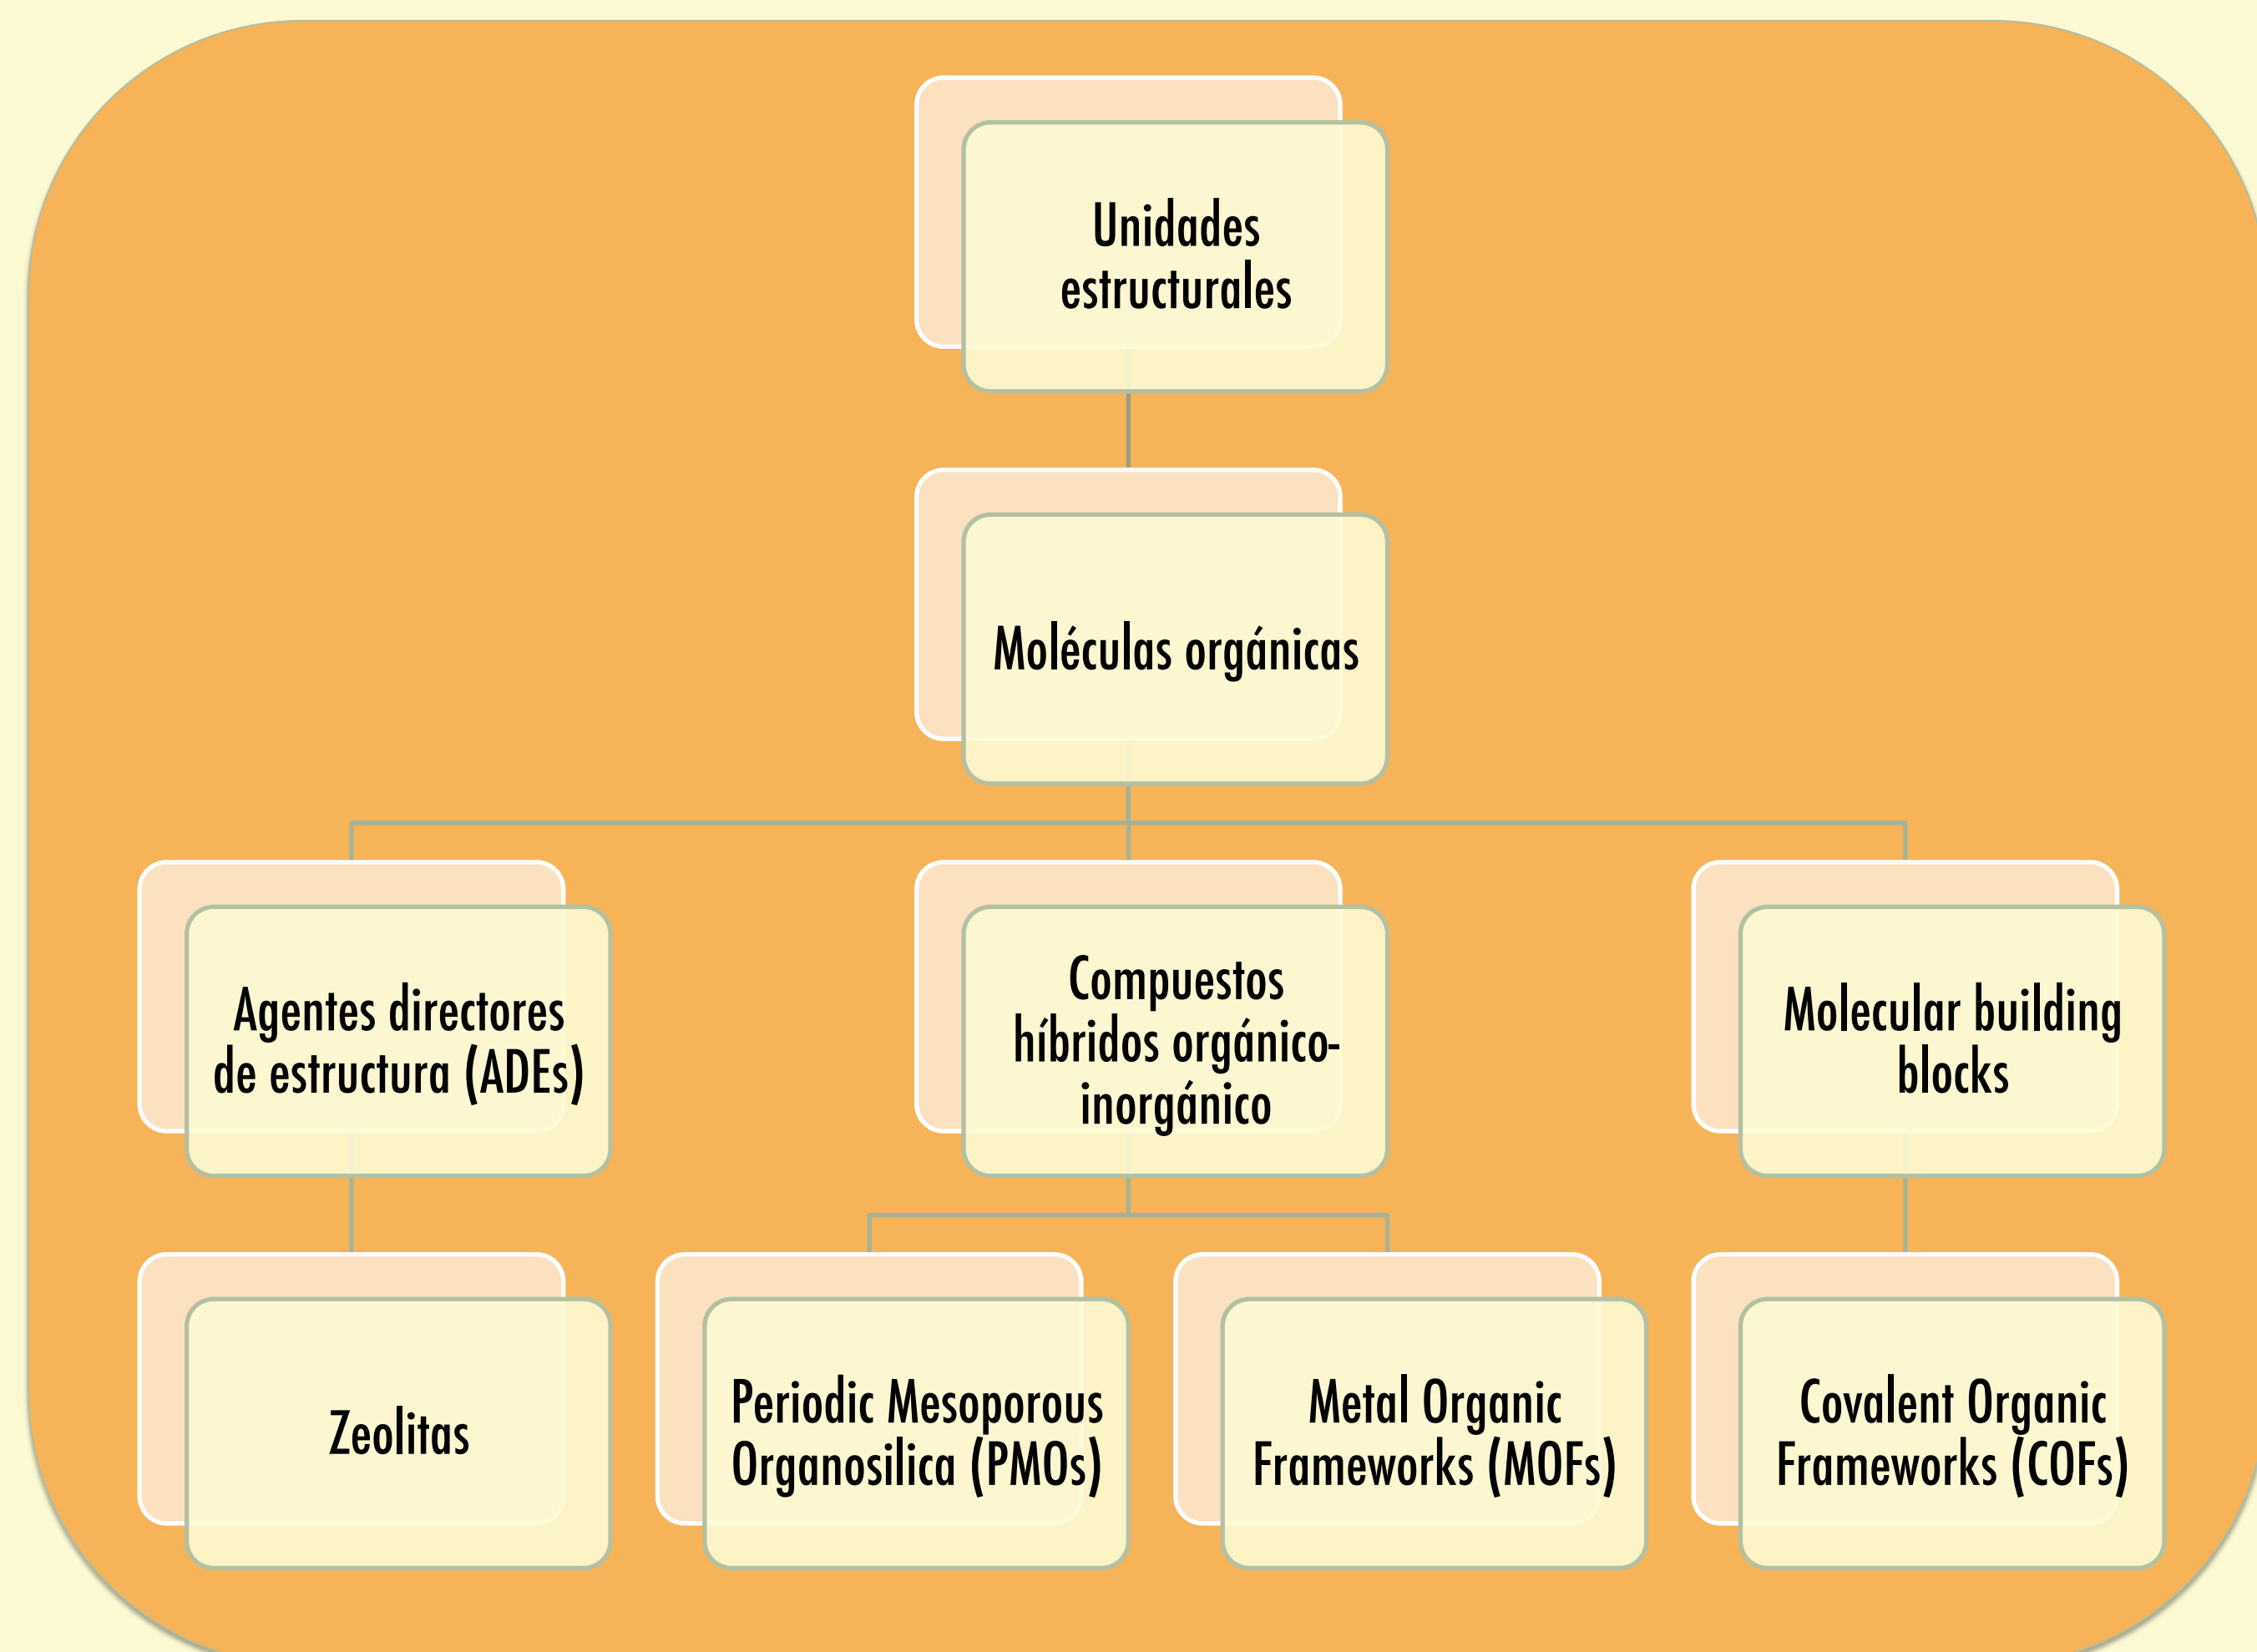 Unidades
estructurales
Moléculas orgánicas
Agentes directores
de estructura (ADEs)
Compuestos
híbridos orgánico-
inorgánico
Molecular building
blocks
Zeolitas
Periodic Mesoporous
Organosilica (PMOs)
Metal Organic
Frameworks (MOFs)
Covalent Organic
Frameworks (COFs)